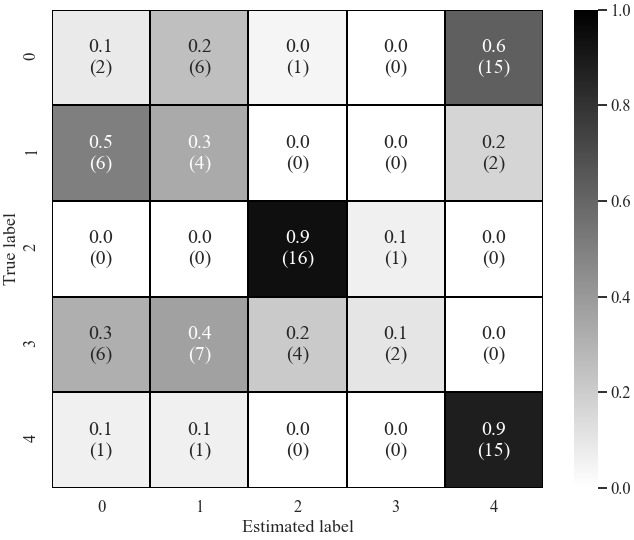 0.1 0.2 0.0 0.0 0.6
0 (2) (6) (1) (0) (15)
0.5 0.3 0.0 0.0 0.2
1 (6) (4) (0) (0) (2)
0.0 0.0 0.9 0.1 0.0
2 (0) (0) (16) (1) (0)
0.3 0.4 0.2 0.1 0.0
3 (6) (7) (4) (2) (0)
0.1 0.1 0.0 0.0 0.9
4 (1) (1) (0) (0) (15)
0 1 2 3 4
Estimated label
True label
1.0
0.8
0.6
0.4
0.2
0.0